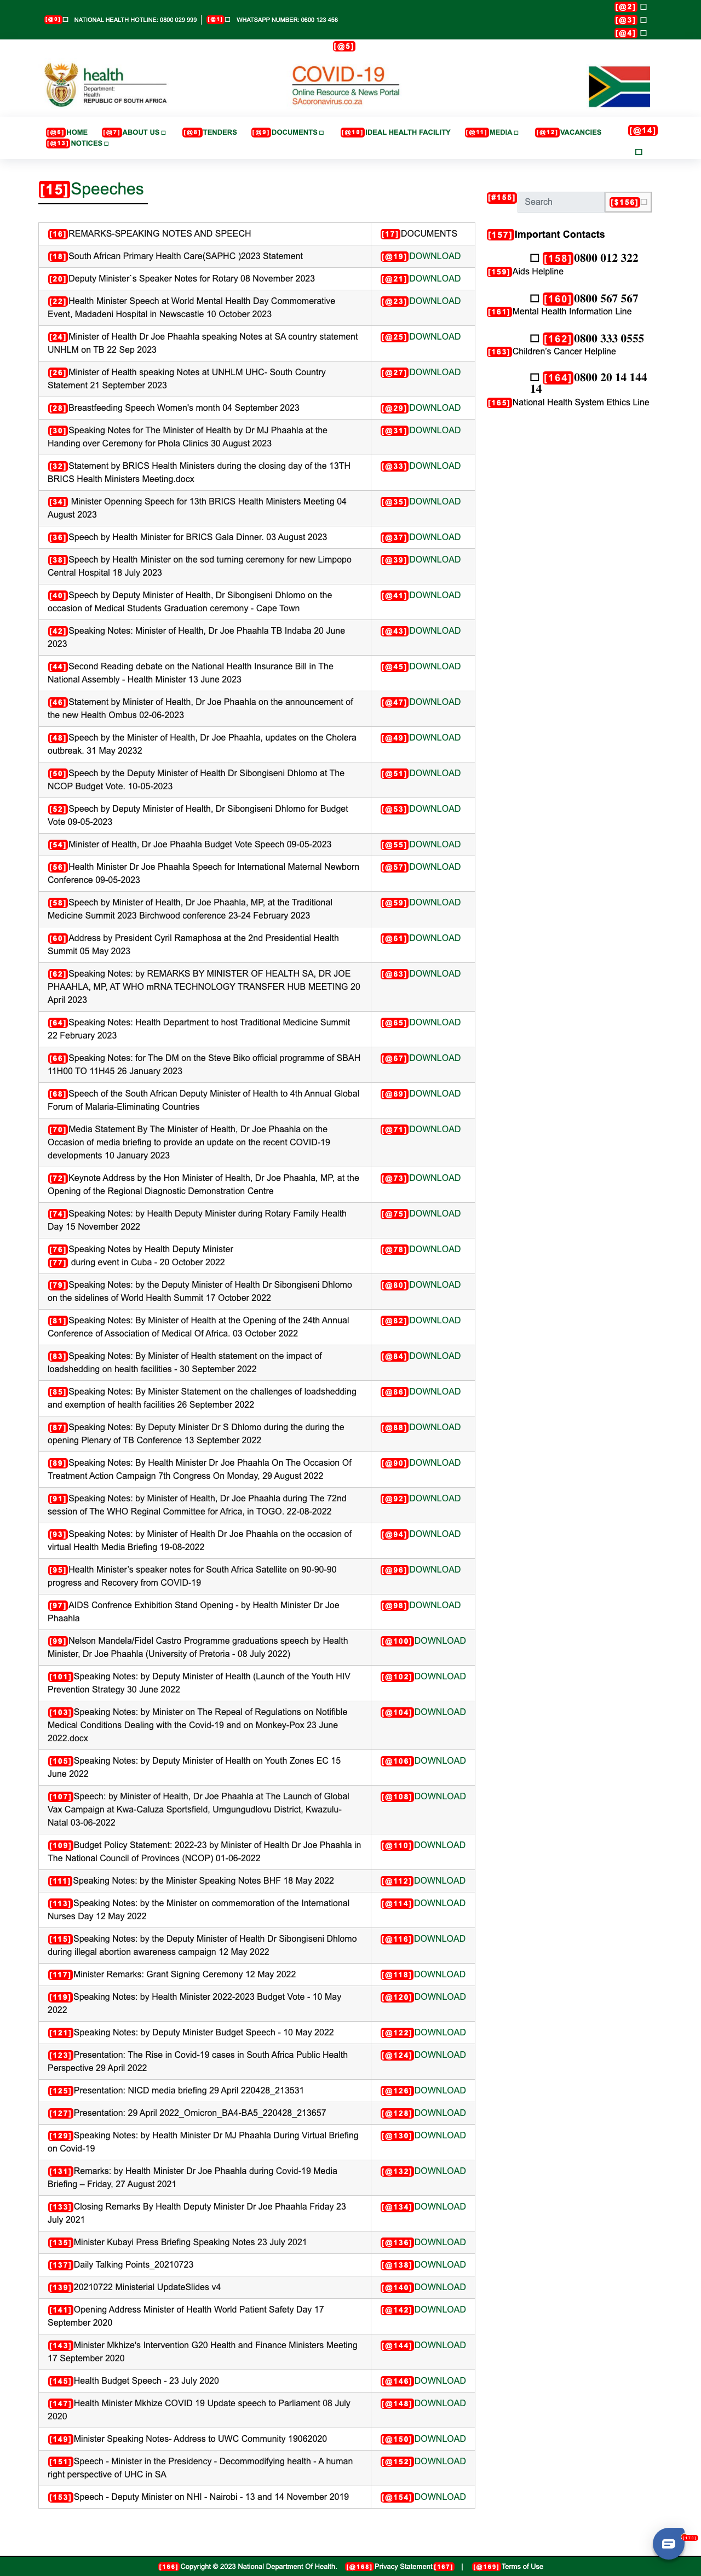 [@0] NATIONAL HEALTH HOTLINE: 0800 029 999 [@1] WHATSAPP NUMBER: 0600 123 456
[@2]
[@3]
[@4]
[@5]
health
Department:
Health
REPUBLIC OF SOUTH AFRICA
COVID-19
Online Resource & News Portal
SAcoronavirus.co.za
[@6]HOME [@7]ABOUT US [@8]TENDERS [@9]DOCUMENTS [@10]IDEAL HEALTH FACILITY [@11]MEDIA [@12]VACANCIES [@14]
[@13]NOTICES
[15]Speeches
[16]REMARKS-SPEAKING NOTES AND SPEECH [17]DOCUMENTS
[18]South African Primary Health Care(SAPHC )2023 Statement [@19]DOWNLOAD
[20]Deputy Minister`s Speaker Notes for Rotary 08 November 2023 [@21]DOWNLOAD
[22]Health Minister Speech at World Mental Health Day Commomerative [@23]DOWNLOAD
Event, Madadeni Hospital in Newcastle 10 October 2023
[24]Minister of Health Dr Joe Phaahla speaking Notes at SA country statement [@25]DOWNLOAD
UNHLM on TB 22 Sep 2023
[26]Minister of Health speaking Notes at UNHLM UHC- South Country [@27]DOWNLOAD
Statement 21 September 2023
[28]Breastfeeding Speech Women's month 04 September 2023 [@29]DOWNLOAD
[30]Speaking Notes for The Minister of Health by Dr MJ Phaahla at the [@31]DOWNLOAD
Handing over Ceremony for Phola Clinics 30 August 2023
[32]Statement by BRICS Health Ministers during the closing day of the 13TH [@33]DOWNLOAD
BRICS Health Ministers Meeting.docx
[34] Minister Openning Speech for 13th BRICS Health Ministers Meeting 04 [@35]DOWNLOAD
August 2023
[36]Speech by Health Minister for BRICS Gala Dinner. 03 August 2023 [@37]DOWNLOAD
[38]Speech by Health Minister on the sod turning ceremony for new Limpopo [@39]DOWNLOAD
Central Hospital 18 July 2023
[40]Speech by Deputy Minister of Health, Dr Sibongiseni Dhlomo on the [@41]DOWNLOAD
occasion of Medical Students Graduation ceremony - Cape Town
[42]Speaking Notes: Minister of Health, Dr Joe Phaahla TB Indaba 20 June [@43]DOWNLOAD
2023
[44]Second Reading debate on the National Health Insurance Bill in The [@45]DOWNLOAD
National Assembly - Health Minister 13 June 2023
[46]Statement by Minister of Health, Dr Joe Phaahla on the announcement of [@47]DOWNLOAD
the new Health Ombus 02-06-2023
[48]Speech by the Minister of Health, Dr Joe Phaahla, updates on the Cholera [@49]DOWNLOAD
outbreak. 31 May 20232
[50]Speech by the Deputy Minister of Health Dr Sibongiseni Dhlomo at The [@51]DOWNLOAD
NCOP Budget Vote. 10-05-2023
[52]Speech by Deputy Minister of Health, Dr Sibongiseni Dhlomo for Budget [@53]DOWNLOAD
Vote 09-05-2023
[54]Minister of Health, Dr Joe Phaahla Budget Vote Speech 09-05-2023 [@55]DOWNLOAD
[56]Health Minister Dr Joe Phaahla Speech for International Maternal Newborn [@57]DOWNLOAD
Conference 09-05-2023
[58]Speech by Minister of Health, Dr Joe Phaahla, MP, at the Traditional [@59]DOWNLOAD
Medicine Summit 2023 Birchwood conference 23-24 February 2023
[60]Address by President Cyril Ramaphosa at the 2nd Presidential Health [@61]DOWNLOAD
Summit 05 May 2023
[62]Speaking Notes: by REMARKS BY MINISTER OF HEALTH SA, DR JOE [@63]DOWNLOAD
PHAAHLA, MP, AT WHO mRNA TECHNOLOGY TRANSFER HUB MEETING 20
April 2023
[64]Speaking Notes: Health Department to host Traditional Medicine Summit [@65]DOWNLOAD
22 February 2023
[66]Speaking Notes: for The DM on the Steve Biko official programme of SBAH [@67]DOWNLOAD
11H00 TO 11H45 26 January 2023
[68]Speech of the South African Deputy Minister of Health to 4th Annual Global [@69]DOWNLOAD
Forum of Malaria-Eliminating Countries
[70]Media Statement By The Minister of Health, Dr Joe Phaahla on the [@71]DOWNLOAD
Occasion of media briefing to provide an update on the recent COVID-19
developments 10 January 2023
[72]Keynote Address by the Hon Minister of Health, Dr Joe Phaahla, MP, at the [@73]DOWNLOAD
Opening of the Regional Diagnostic Demonstration Centre
[74]Speaking Notes: by Health Deputy Minister during Rotary Family Health [@75]DOWNLOAD
Day 15 November 2022
[76]Speaking Notes by Health Deputy Minister [@78]DOWNLOAD
[77] during event in Cuba - 20 October 2022
[79]Speaking Notes: by the Deputy Minister of Health Dr Sibongiseni Dhlomo [@80]DOWNLOAD
on the sidelines of World Health Summit 17 October 2022
[81]Speaking Notes: By Minister of Health at the Opening of the 24th Annual [@82]DOWNLOAD
Conference of Association of Medical Of Africa. 03 October 2022
[83]Speaking Notes: By Minister of Health statement on the impact of [@84]DOWNLOAD
loadshedding on health facilities - 30 September 2022
[85]Speaking Notes: By Minister Statement on the challenges of loadshedding [@86]DOWNLOAD
and exemption of health facilities 26 September 2022
[87]Speaking Notes: By Deputy Minister Dr S Dhlomo during the during the [@88]DOWNLOAD
opening Plenary of TB Conference 13 September 2022
[89]Speaking Notes: By Health Minister Dr Joe Phaahla On The Occasion Of [@90]DOWNLOAD
Treatment Action Campaign 7th Congress On Monday, 29 August 2022
[91]Speaking Notes: by Minister of Health, Dr Joe Phaahla during The 72nd [@92]DOWNLOAD
session of The WHO Reginal Committee for Africa, in TOGO. 22-08-2022
[93]Speaking Notes: by Minister of Health Dr Joe Phaahla on the occasion of [@94]DOWNLOAD
virtual Health Media Briefing 19-08-2022
[95]Health Minister's speaker notes for South Africa Satellite on 90-90-90 [@96]DOWNLOAD
progress and Recovery from COVID-19
[97]AIDS Confrence Exhibition Stand Opening - by Health Minister Dr Joe [@98]DOWNLOAD
Phaahla
[99]Nelson Mandela/Fidel Castro Programme graduations speech by Health [@100]DOWNLOAD
Minister, Dr Joe Phaahla (University of Pretoria - 08 July 2022)
[101]Speaking Notes: by Deputy Minister of Health (Launch of the Youth HIV [@102]DOWNLOAD
Prevention Strategy 30 June 2022
[103]Speaking Notes: by Minister on The Repeal of Regulations on Notifible [@104]DOWNLOAD
Medical Conditions Dealing with the Covid-19 and on Monkey-Pox 23 June
2022.docx
[105]Speaking Notes: by Deputy Minister of Health on Youth Zones EC 15 [@106]DOWNLOAD
June 2022
[107]Speech: by Minister of Health, Dr Joe Phaahla at The Launch of Global [@108]DOWNLOAD
Vax Campaign at Kwa-Caluza Sportsfield, Umgungudlovu District, Kwazulu-
Natal 03-06-2022
[109]Budget Policy Statement: 2022-23 by Minister of Health Dr Joe Phaahla in [@110]DOWNLOAD
The National Council of Provinces (NCOP) 01-06-2022
[111]Speaking Notes: by the Minister Speaking Notes BHF 18 May 2022 [@112]DOWNLOAD
[113]Speaking Notes: by the Minister on commemoration of the International [@114]DOWNLOAD
Nurses Day 12 May 2022
[115]Speaking Notes: by the Deputy Minister of Health Dr Sibongiseni Dhlomo [@116]DOWNLOAD
during illegal abortion awareness campaign 12 May 2022
[117]Minister Remarks: Grant Signing Ceremony 12 May 2022 [@118]DOWNLOAD
[119]Speaking Notes: by Health Minister 2022-2023 Budget Vote - 10 May [@120]DOWNLOAD
2022
[121]Speaking Notes: by Deputy Minister Budget Speech - 10 May 2022 [@122]DOWNLOAD
[123]Presentation: The Rise in Covid-19 cases in South Africa Public Health [@124]DOWNLOAD
Perspective 29 April 2022
[125]Presentation: NICD media briefing 29 April 220428_213531 [@126]DOWNLOAD
[127]Presentation: 29 April 2022_Omicron_BA4-BA5_220428_213657 [@128]DOWNLOAD
[129]Speaking Notes: by Health Minister Dr MJ Phaahla During Virtual Briefing [@130]DOWNLOAD
on Covid-19
[131]Remarks: by Health Minister Dr Joe Phaahla during Covid-19 Media [@132]DOWNLOAD
Briefing – Friday, 27 August 2021
[133]Closing Remarks By Health Deputy Minister Dr Joe Phaahla Friday 23 [@134]DOWNLOAD
July 2021
[135]Minister Kubayi Press Briefing Speaking Notes 23 July 2021 [@136]DOWNLOAD
[137]Daily Talking Points_20210723 [@138]DOWNLOAD
[139]20210722 Ministerial UpdateSlides v4 [@140]DOWNLOAD
[141]Opening Address Minister of Health World Patient Safety Day 17 [@142]DOWNLOAD
September 2020
[143]Minister Mkhize's Intervention G20 Health and Finance Ministers Meeting [@144]DOWNLOAD
17 September 2020
[145]Health Budget Speech - 23 July 2020 [@146]DOWNLOAD
[147]Health Minister Mkhize COVID 19 Update speech to Parliament 08 July [@148]DOWNLOAD
2020
[149]Minister Speaking Notes- Address to UWC Community 19062020 [@150]DOWNLOAD
[151]Speech - Minister in the Presidency - Decommodifying health - A human [@152]DOWNLOAD
right perspective of UHC in SA
[153]Speech - Deputy Minister on NHI - Nairobi - 13 and 14 November 2019 [@154]DOWNLOAD
[#155] Search [$156]
[157]Important Contacts
[158]0800 012 322
[159]Aids Helpline
[160]0800 567 567
[161]Mental Health Information Line
[162]0800 333 0555
[163]Children's Cancer Helpline
[164]0800 20 14 144
14
[165]National Health System Ethics Line
[166] Copyright © 2023 National Department Of Health. [@168] Privacy Statement [167] | [@169] Terms of Use